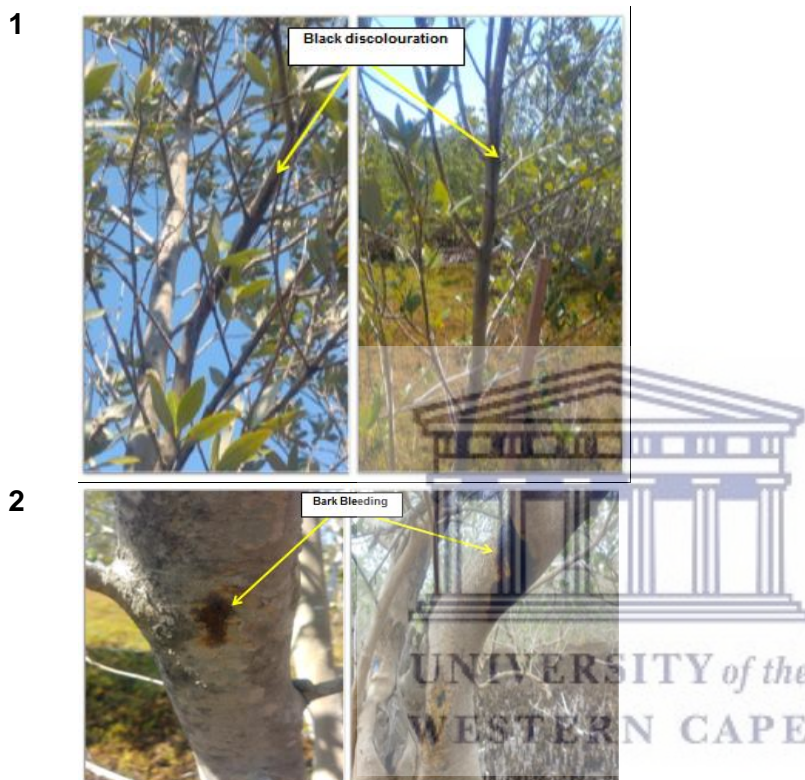 1
Black discolouration
2
Bark Bleeding
UNIVERSITY of the
WESTERN CAPE